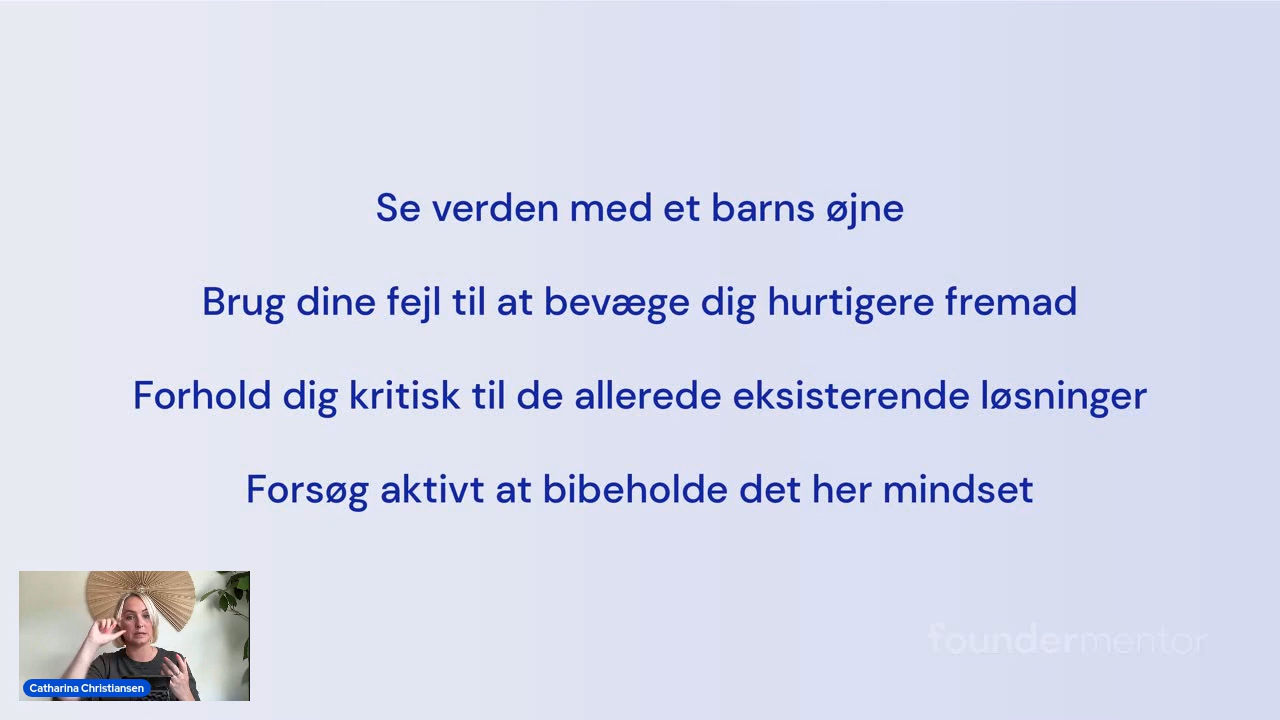 Se verden med et barns øjne
Brug dine fejl til at bevæge dig hurtigere fremad
Forhold dig kritisk til de allerede eksisterende løsninger
Forsøg aktivt at bibeholde det her mindset
Catharina Christiansen
foundermentor